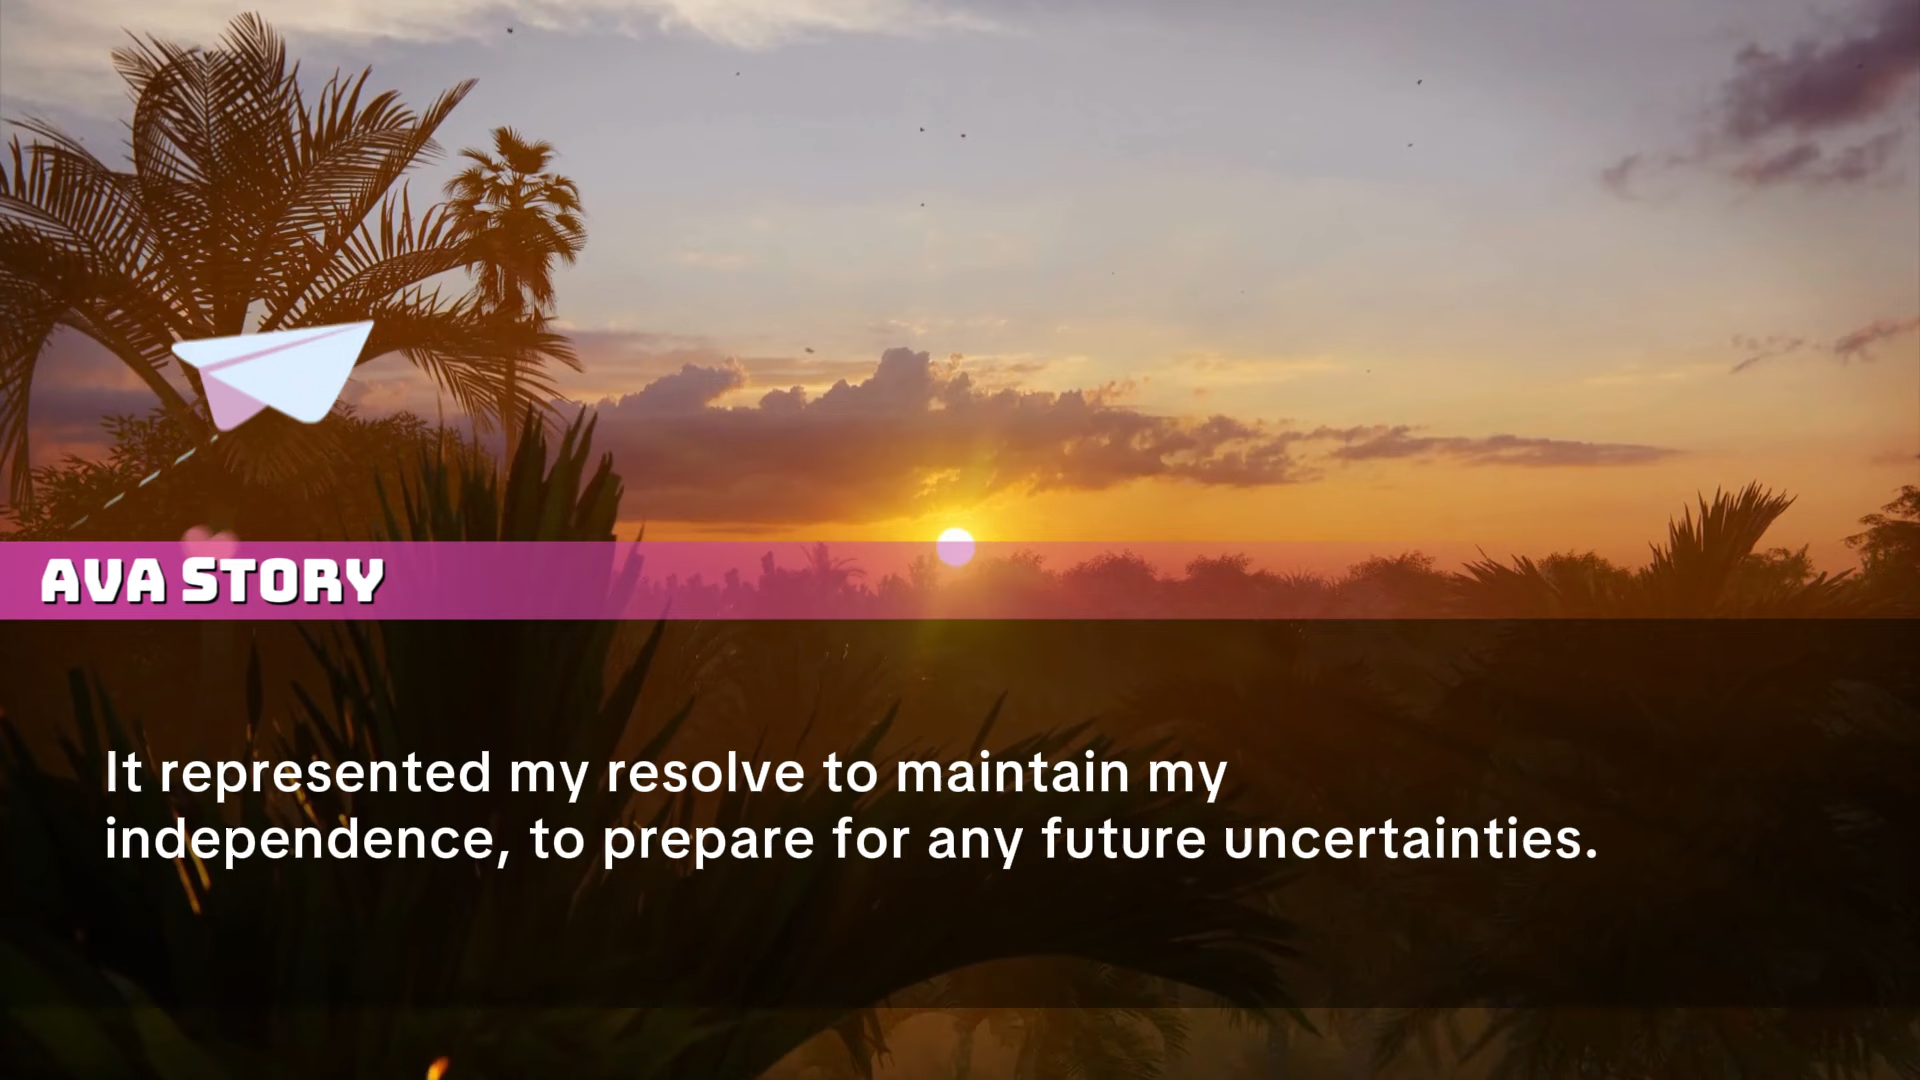 AVA STORY
It represented my resolve to maintain my
independence, to prepare for any future uncertainties.